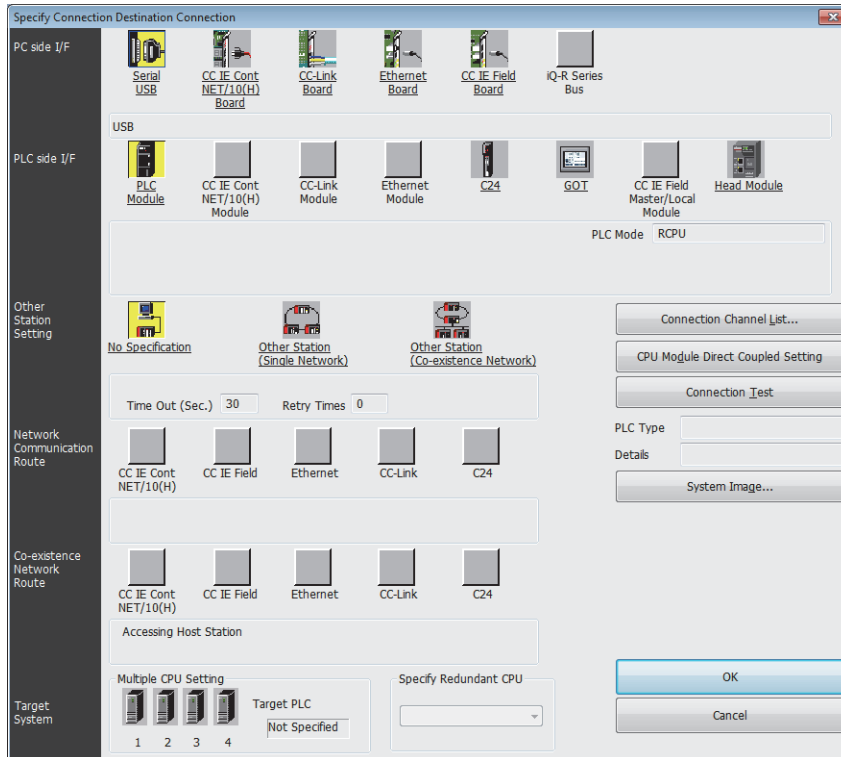 Specify Connection Destination Connection
PC side I/F
Serial
USB
CC IE Cont
NET/10(H)
Board
CC-Link
Board
Ethernet
Board
CC IE Field
Board
iQ-R Series
Bus
USB
PLC side I/F
PLC
Module
CC IE Cont
NET/10(H)
Module
CC-Link
Module
Ethernet
Module
C24
GOT
CC IE Field
Master/Local
Module
Head Module
PLC Mode RCPU
Other
Station
Setting
No Specification
Other Station
(Single Network)
Other Station
(Co-existence Network)
Connection Channel List...
CPU Module Direct Coupled Setting
Connection Test
Time Out (Sec.) 30 Retry Times 0
PLC Type
Details
System Image...
Network
Communication
Route
CC IE Cont
NET/10(H)
CC IE Field
Ethernet
CC-Link
C24
Co-existence
Network
Route
CC IE Cont
NET/10(H)
CC IE Field
Ethernet
CC-Link
C24
Accessing Host Station
Target
System
Multiple CPU Setting
1 2 3 4
Target PLC
Not Specified
Specify Redundant CPU
OK
Cancel